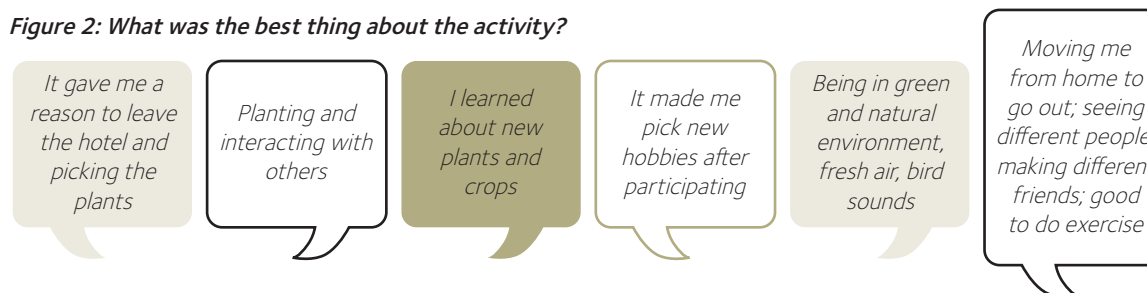 Figure 2: What was the best thing about the activity?
It gave me a
reason to leave
the hotel and
picking the
plants
Planting and
interacting with
others
I learned
about new
plants and
crops
It made me
pick new
hobbies after
participating
Being in green
and natural
environment,
fresh air, bird
sounds
Moving me
from home to
go out; seeing
different people
making differen
friends; good
to do exercise